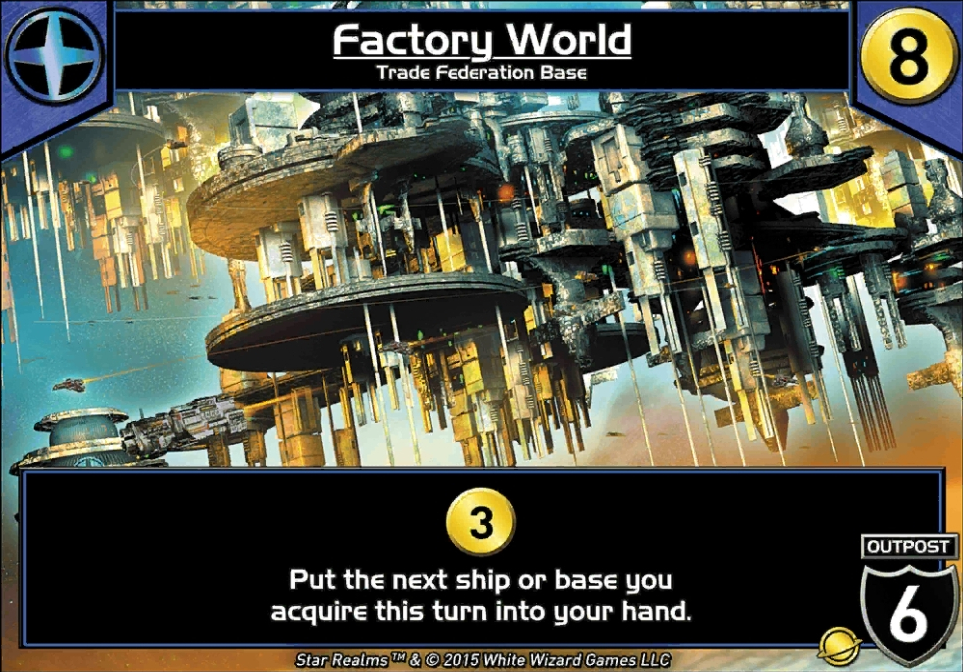 Factory World
Trade Federation Base
8
3
Put the next ship or base you
acquire this turn into your hand.
OUTPOST
6
Star Realms™ & © 2015 White Wizard Games LLC